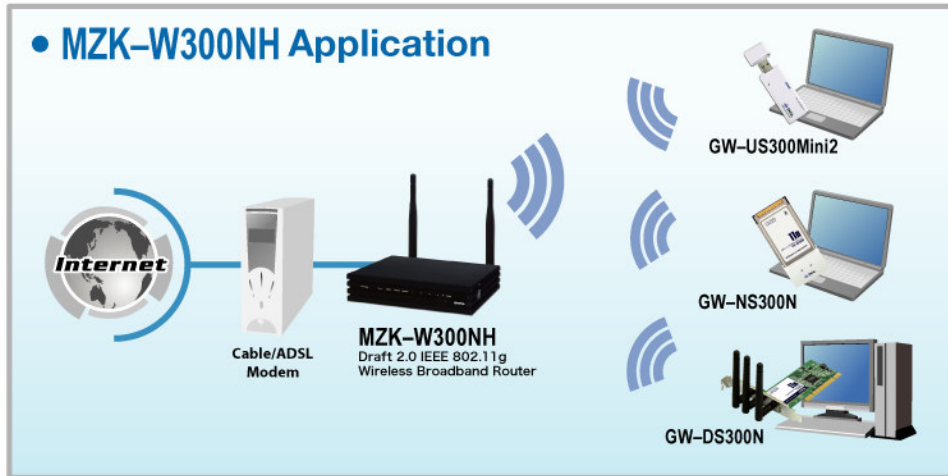 • MZK–W300NH Application
Internet
Cable/ADSL
Modem
MZK–W300NH
Draft 2.0 IEEE 802.11g
Wireless Broadband Router
GW–US300Mini2
11n
GW–NS300N
GW–DS300N